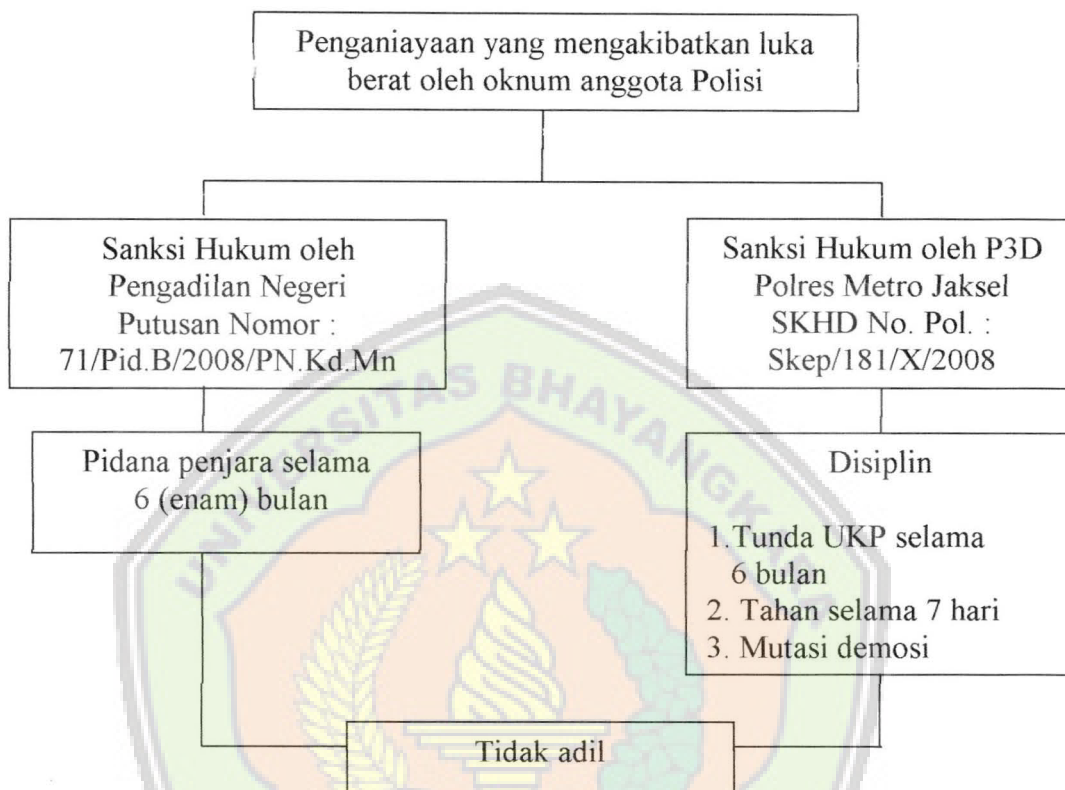 Penganiayaan yang mengakibatkan luka
berat oleh oknum anggota Polisi
Sanksi Hukum oleh
Pengadilan Negeri
Putusan Nomor :
71/Pid.B/2008/PN.Kd.Mn
Sanksi Hukum oleh P3D
Polres Metro Jaksel
SKHD No. Pol. :
Skep/181/X/2008
Pidana penjara selama
6 (enam) bulan
Disiplin
1.Tunda UKP selama
6 bulan
2. Tahan selama 7 hari
3. Mutasi demosi
Tidak adil
UNIVERSITAS BHAYANGKARA